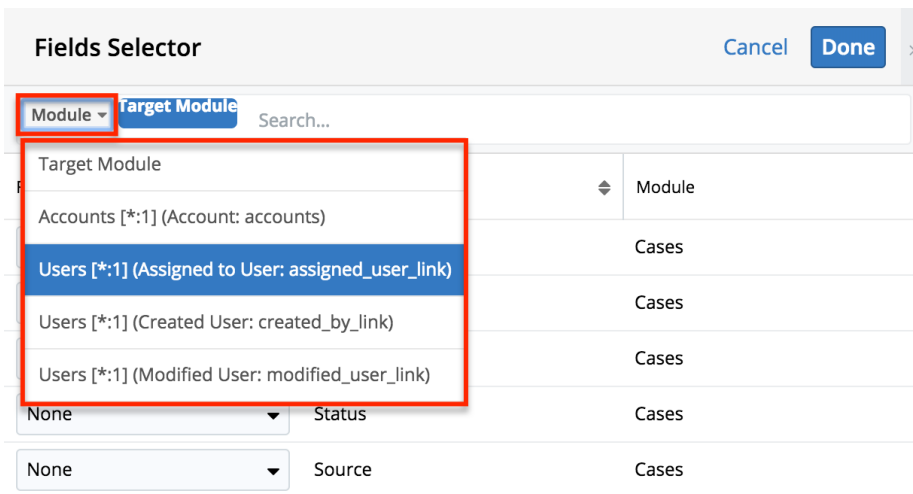 Fields Selector
Cancel
Done
Module
Target Module
Search...
Target Module
Module
Accounts [*:1] (Account: accounts)
Cases
Users [*:1] (Assigned to User: assigned_user_link)
Cases
Users [*:1] (Created User: created_by_link)
Cases
Users [*:1] (Modified User: modified_user_link)
None
Status
Cases
None
Source
Cases